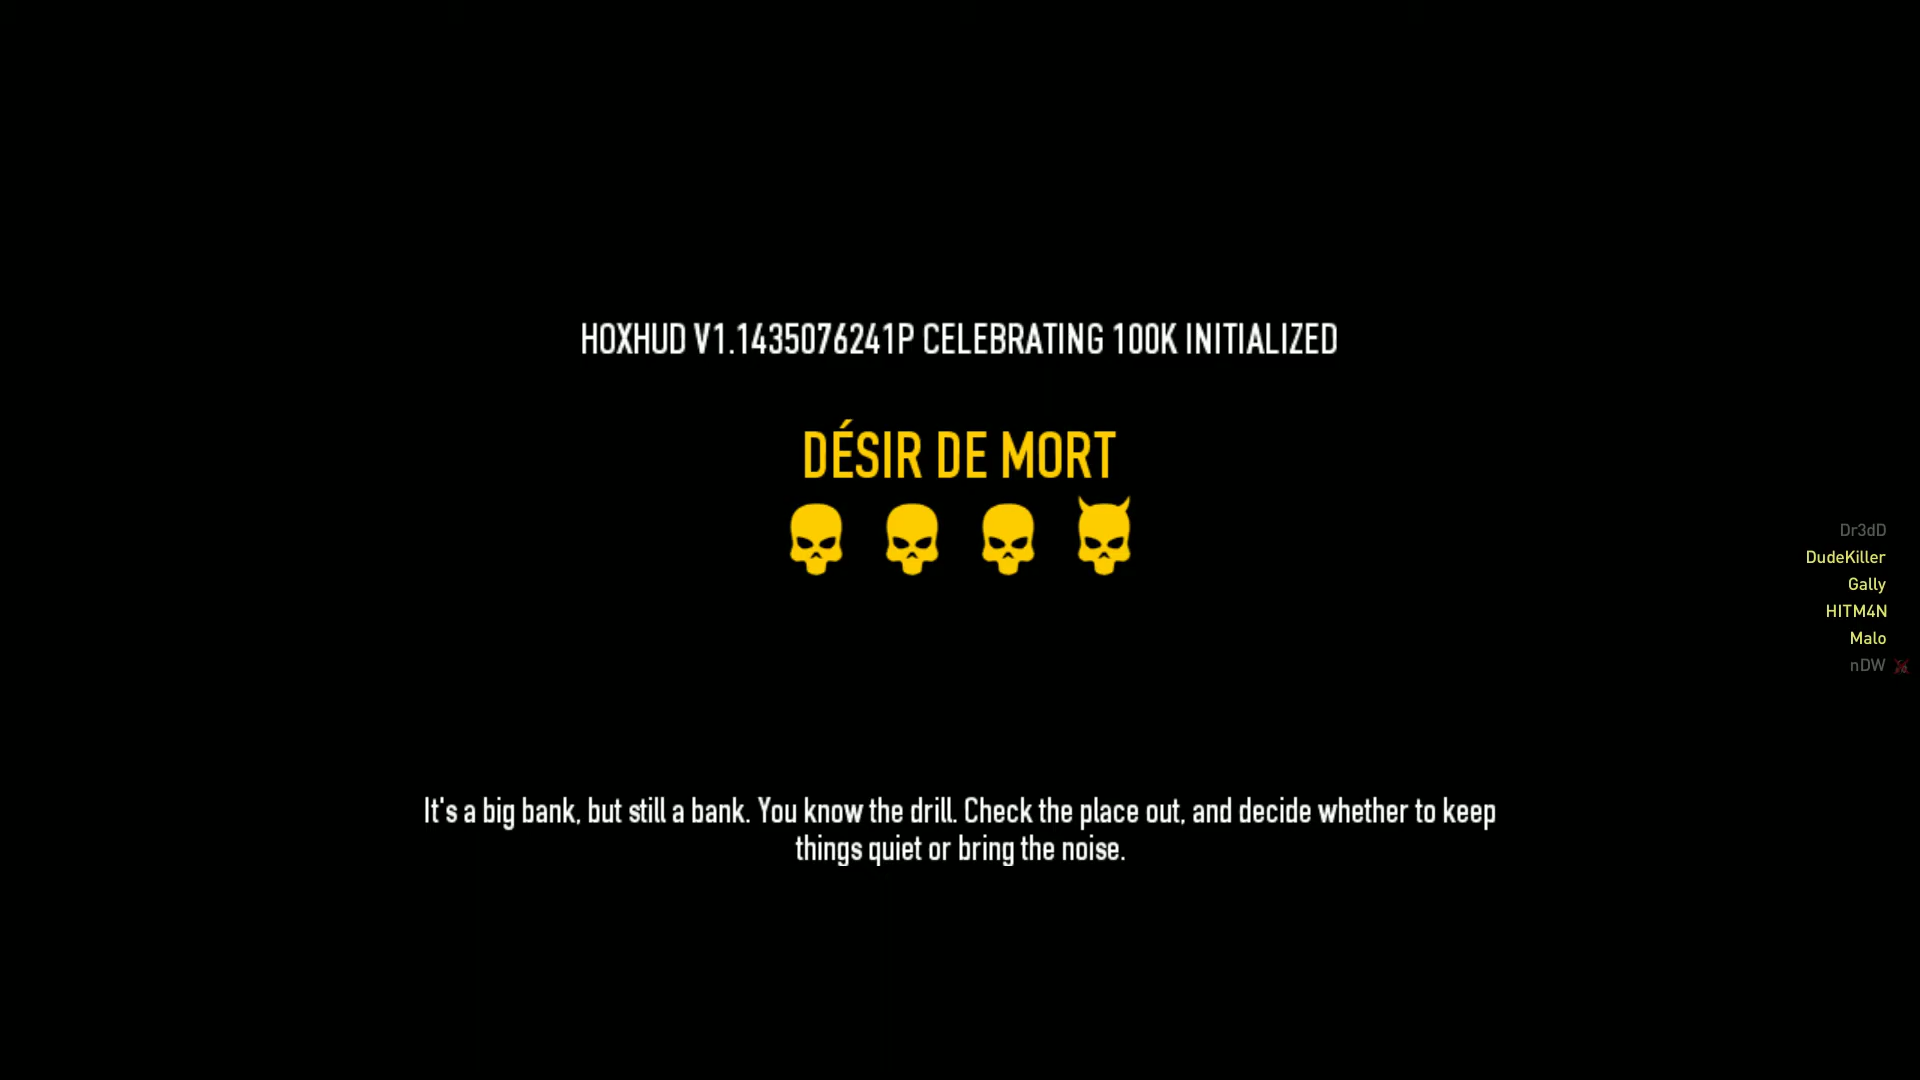 HOXHUD V1.1435076241P CELEBRATING 100K INITIALIZED
DÉSIR DE MORT
Dr3dD
DudeKiller
Gally
HITM4N
Malo
nDW
It's a big bank, but still a bank. You know the drill. Check the place out, and decide whether to keep
things quiet or bring the noise.